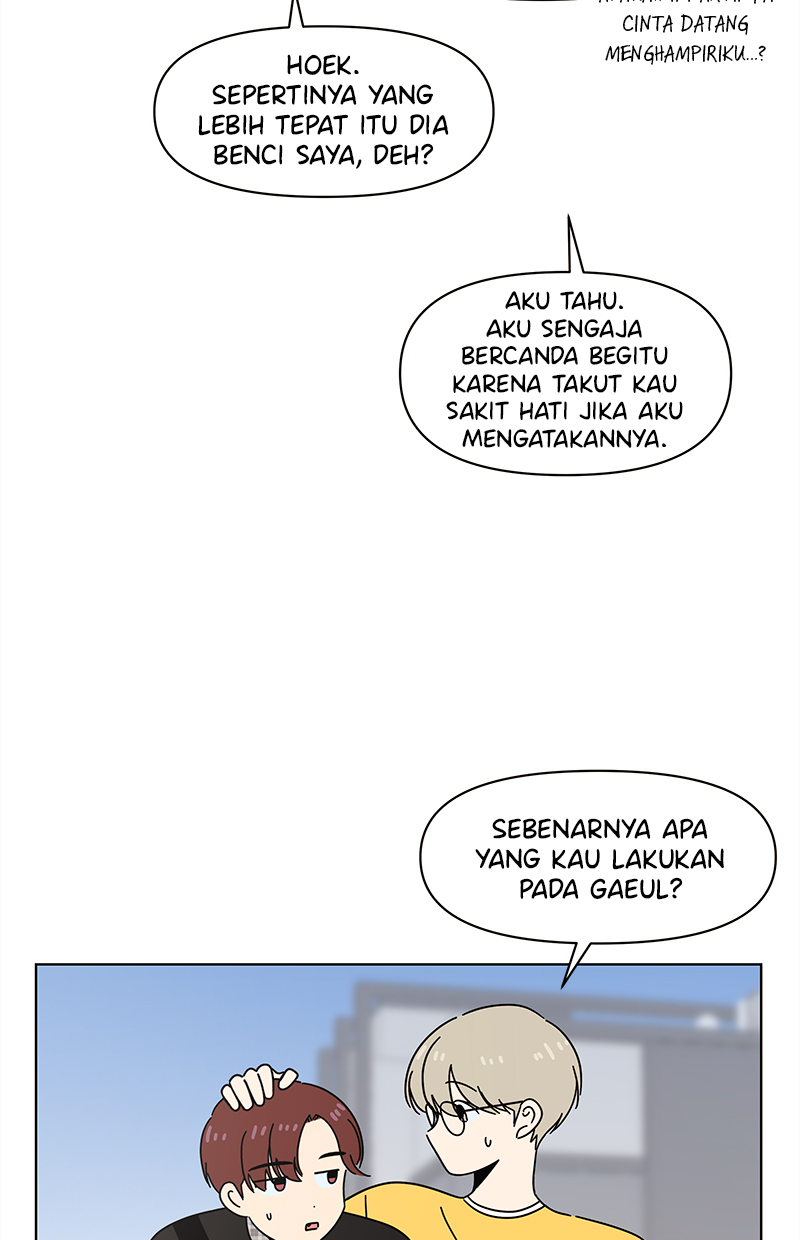 CINTA DATANG
MENGHAMPIRIKU...?
HOEK.
SEPERTINYA YANG
LEBIH TEPAT ITU DIA
BENCI SAYA, DEH?
AKU TAHU.
AKU SENGAJA
BERCANDA BEGITU
KARENA TAKUT KAU
SAKIT HATI JIKA AKU
MENGATAKANNYA.
SEBENARNYA APA
YANG KAU LAKUKAN
PADA GAEUL?